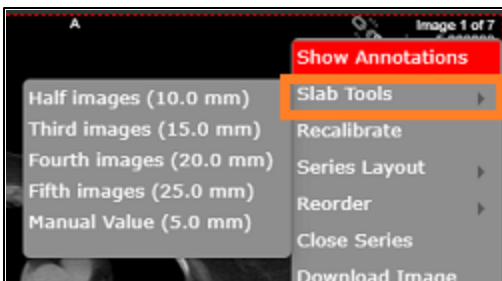 A
Image 1 of 7
Show Annotations
Slab Tools
Recalibrate
Series Layout
Reorder
Close Series
Download Image
Half images (10.0 mm)
Third images (15.0 mm)
Fourth images (20.0 mm)
Fifth images (25.0 mm)
Manual Value (5.0 mm)